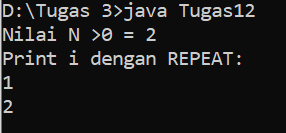 D:\Tugas 3>java Tugas12
Nilai N >0 = 2
Print i dengan REPEAT:
1
2